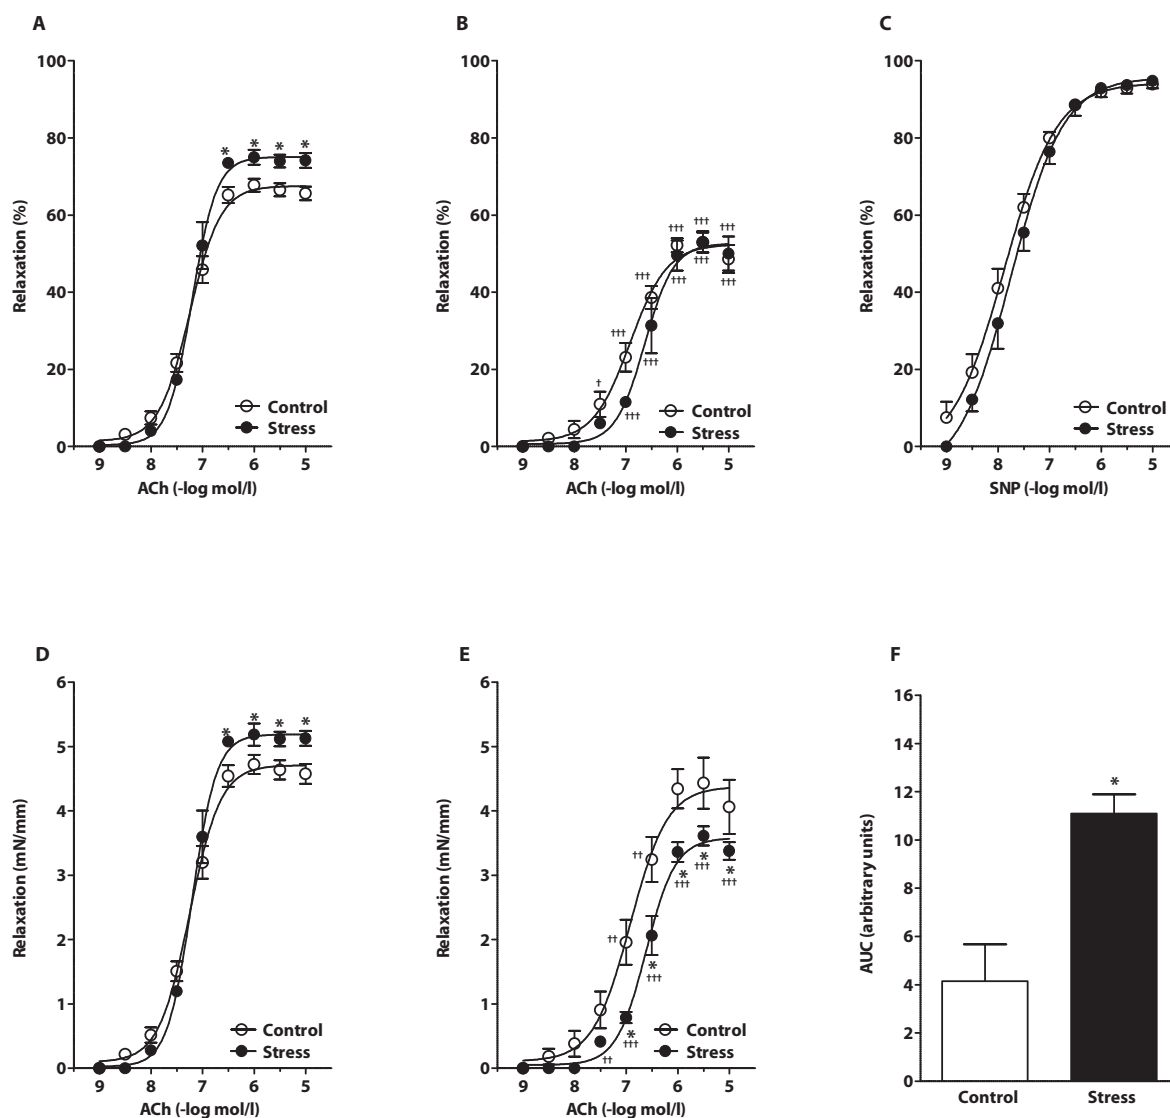 A
100
80
60
40
20
0
Relaxation (%)
* * * *
Control
Stress
9 8 7 6 5
ACh (-log mol/l)
B
100
80
60
40
20
0
Relaxation (%)
††† ††† †††
†††
††† ††† †††
†††
†††
†
†††
Control
Stress
9 8 7 6 5
ACh (-log mol/l)
C
100
80
60
40
20
0
Relaxation (%)
Control
Stress
9 8 7 6 5
SNP (-log mol/l)
D
6
5
4
3
2
1
0
Relaxation (mN/mm)
* * * *
Control
Stress
9 8 7 6 5
ACh (-log mol/l)
E
6
5
4
3
2
1
0
Relaxation (mN/mm)
††
* * *
††† ††† †††
††
*
†††
*
†††
††
Control
Stress
9 8 7 6 5
ACh (-log mol/l)
F
16
14
12
10
8
6
4
2
0
AUC (arbitrary units)
*
Control Stress